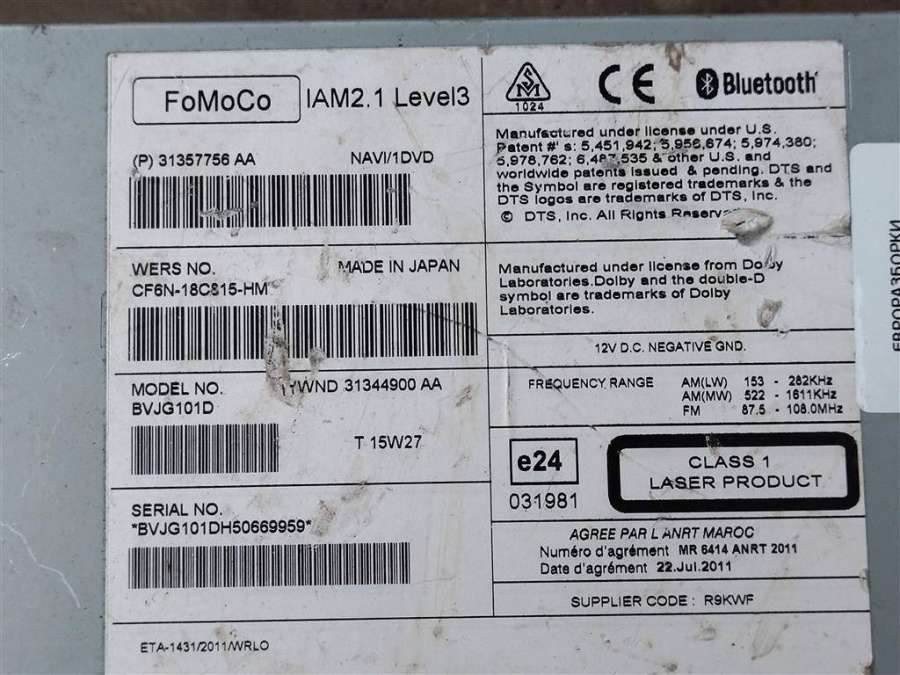 FoMoCo IAM2.1 Level3
(P) 31357756 AA NAVI/1DVD
WERS NO. MADE IN JAPAN
CF6N-18C815-HM
MODEL NO. 31344900 AA
BVJG101D
T 15W27
SERIAL NO.
*BVJG101DH50669959*
ETA-1431/2011/WRLO
SM
1024
CE
Bluetooth
Manufactured under license under U.S.
Patent #' s: 5,451,942; 5,956,674; 5,974,380;
5,978,762; 6,487,535 & other U.S. and
worldwide patents issued & pending. DTS and
the Symbol are registered trademarks & the
DTS logos are trademarks of DTS, Inc.
© DTS, Inc. All Rights
Manufactured under license from Dolby
Laboratories.Dolby and the double-D
symbol are trademarks of Dolby
Laboratories.
12V D.C. NEGATIVE GND.
FREQUENCY RANGE AM(LW) 153 - 282KHz
AM(MW) 522 - 1611KHz
FM 87.5 - 108.0MHz
e24
031981
CLASS 1
LASER PRODUCT
AGREE PAR L ANRT MAROC
Numéro d'agrément MR 6414 ANRT 2011
Date d'agrément 22.Jul.2011
SUPPLIER CODE : R9KWF
ЕВРОРАЗБОРКИ